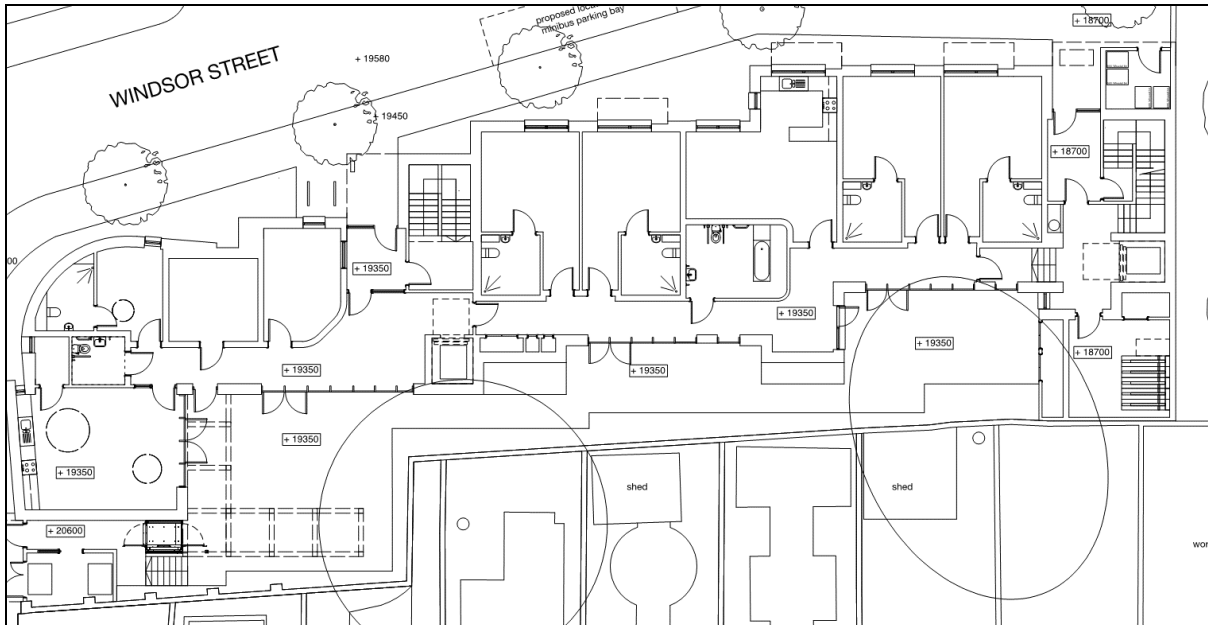 proposed
minibus parking bay
+ 18700
WINDSOR STREET
+ 19580
+ 19450
+ 18700
+ 19350
+ 19350
+ 19350
+ 18700
+ 19350
+ 19350
+ 19350
+ 19350
shed
shed
+ 20600